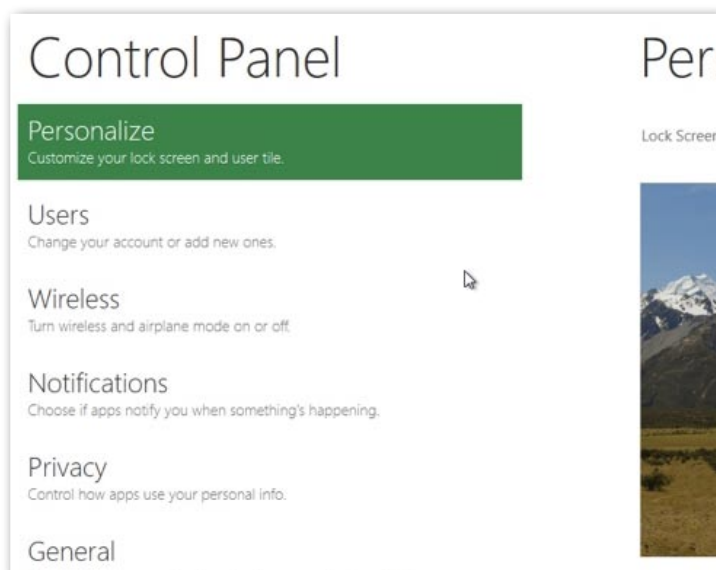 Control Panel
Personalize
Customize your lock screen and user tile.
Users
Change your account or add new ones.
Wireless
Turn wireless and airplane mode on or off.
Notifications
Choose if apps notify you when something's happening.
Privacy
Control how apps use your personal info.
General
Per
Lock Screen